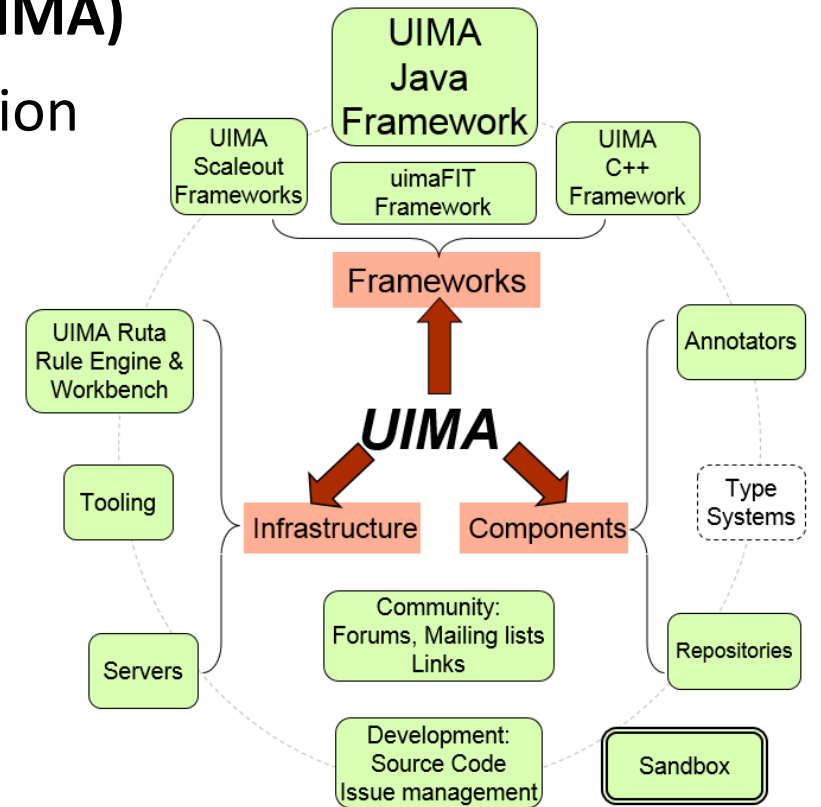 IMA)
ion
UIMA
Java
Framework
UIMA
Scaleout
Frameworks
uimaFIT
Framework
UIMA
C++
Framework
Frameworks
UIMA Ruta
Rule Engine &
Workbench
Annotators
UIMA
Tooling
Type
Systems
Infrastructure
Components
Community:
Forums, Mailing lists
Links
Servers
Repositories
Development:
Source Code
Issue management
Sandbox